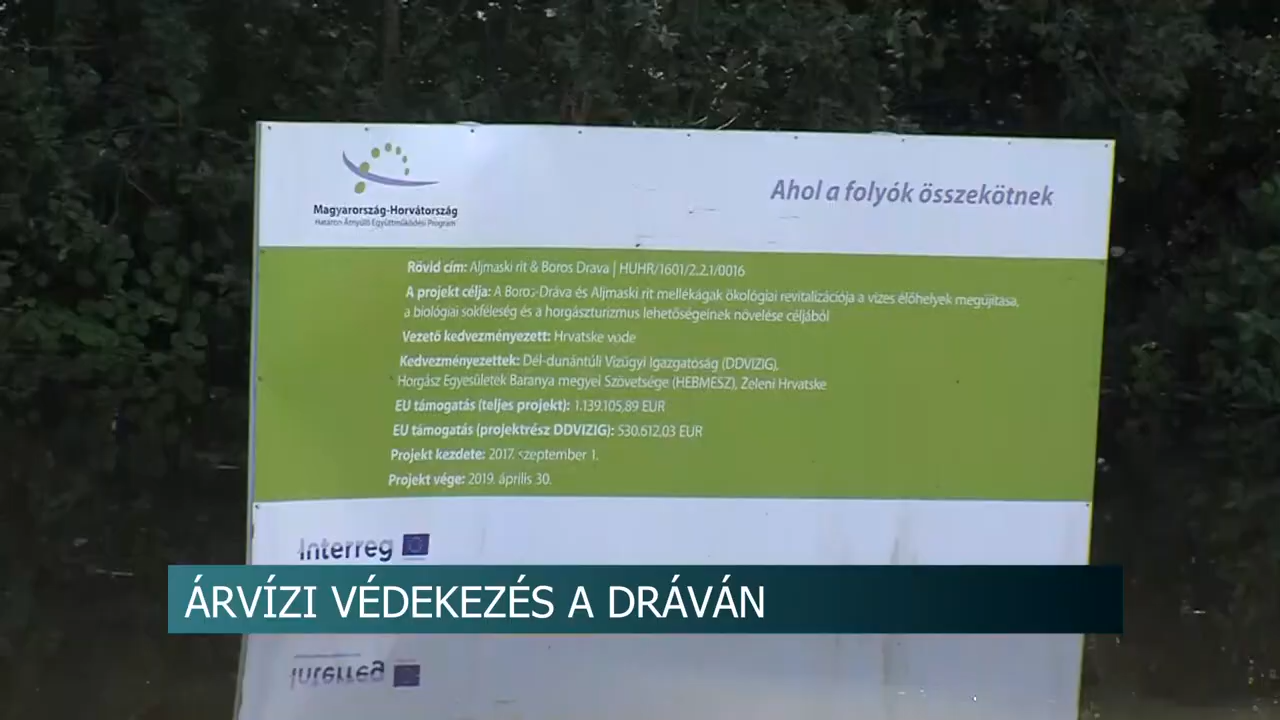 Magyarország-Horvátország
Határon Átnyúló Együttműködési Program
Ahol a folyók összekötnek
Rövid cím: Aljmaski rit & Boros Drava | HUHR/1601/2.2.1/0016
A projekt célja: A Boros-Dráva és Aljmaski rit mellékágak ökológiai revitalizációja a vizes élőhelyek megújítása,
a biológiai sokféleség és a horgászturizmus lehetőségeinek növelése céljából
Vezető kedvezményezett: Hrvatske vode
Kedvezményezettek: Dél-dunántúli Vízügyi Igazgatóság (DDVIZIG),
Horgász Egyesületek Baranya megyei Szövetsége (HEBMESZ), Zeleni Hrvatske
EU támogatás (teljes projekt): 1.139.105,89 EUR
EU támogatás (projektrész DDVIZIG): 530.612,03 EUR
Projekt kezdete: 2017. szeptember 1.
Projekt vége: 2019. április 30.
Interreg
ÁRVÍZI VÉDEKEZÉS A DRÁVÁN
Interreg